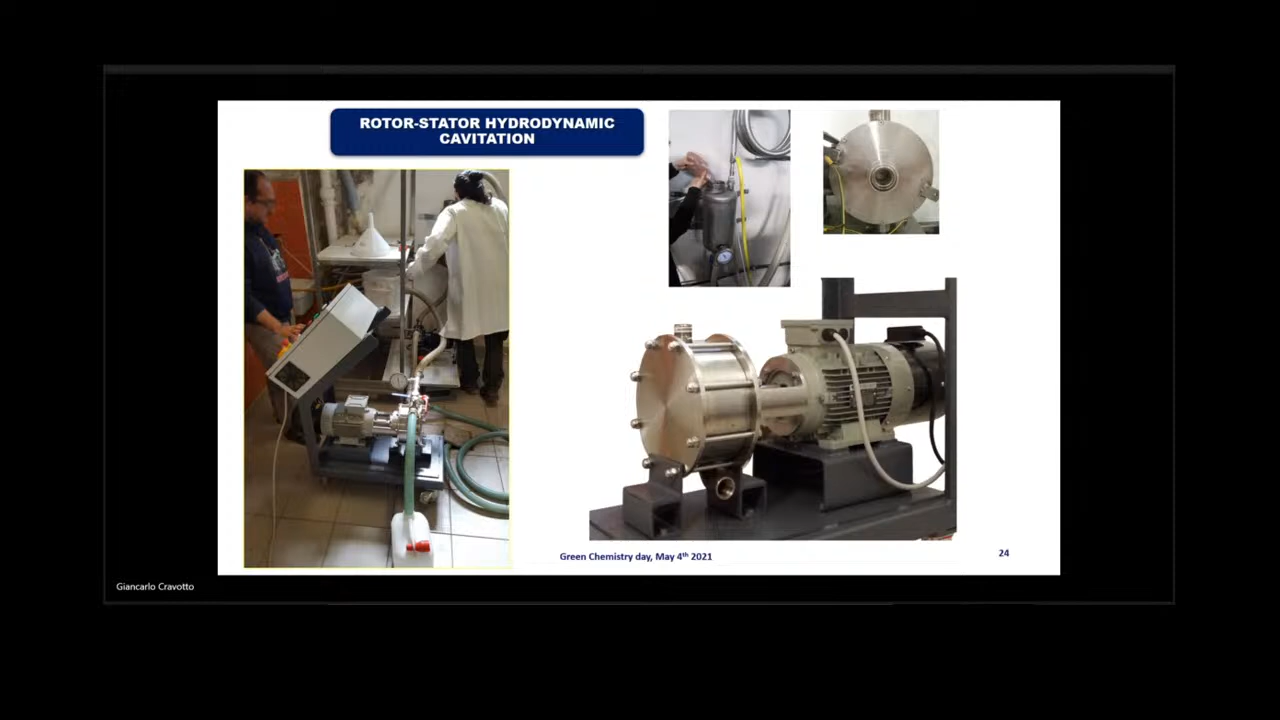 ROTOR-STATOR HYDRODYNAMIC
CAVITATION
Green Chemistry day, May 4th 2021
24
Giancarlo Cravotto